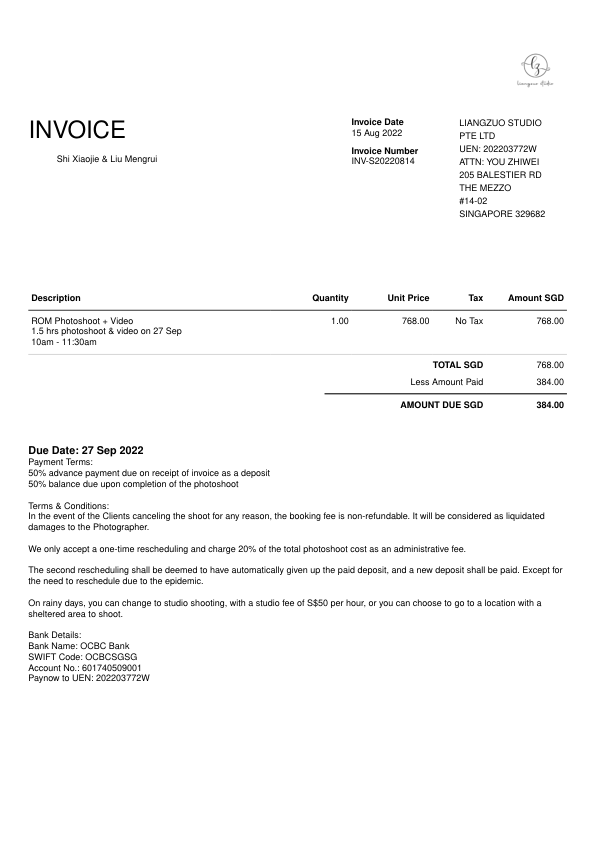 lz
liangzuo studio
INVOICE
Shi Xiaojie & Liu Mengrui
Invoice Date
15 Aug 2022
Invoice Number
INV-S20220814
LIANGZUO STUDIO
PTE LTD
UEN: 202203772W
ATTN: YOU ZHIWEI
205 BALESTIER RD
THE MEZZO
#14-02
SINGAPORE 329682
Description Quantity Unit Price Tax Amount SGD
ROM Photoshoot + Video 1.00 768.00 No Tax 768.00
1.5 hrs photoshoot & video on 27 Sep
10am - 11:30am
TOTAL SGD 768.00
Less Amount Paid 384.00
AMOUNT DUE SGD 384.00
Due Date: 27 Sep 2022
Payment Terms:
50% advance payment due on receipt of invoice as a deposit
50% balance due upon completion of the photoshoot
Terms & Conditions:
In the event of the Clients canceling the shoot for any reason, the booking fee is non-refundable. It will be considered as liquidated
damages to the Photographer.
We only accept a one-time rescheduling and charge 20% of the total photoshoot cost as an administrative fee.
The second rescheduling shall be deemed to have automatically given up the paid deposit, and a new deposit shall be paid. Except for
the need to reschedule due to the epidemic.
On rainy days, you can change to studio shooting, with a studio fee of S$50 per hour, or you can choose to go to a location with a
sheltered area to shoot.
Bank Details:
Bank Name: OCBC Bank
SWIFT Code: OCBCSGSG
Account No.: 601740509001
Paynow to UEN: 202203772W